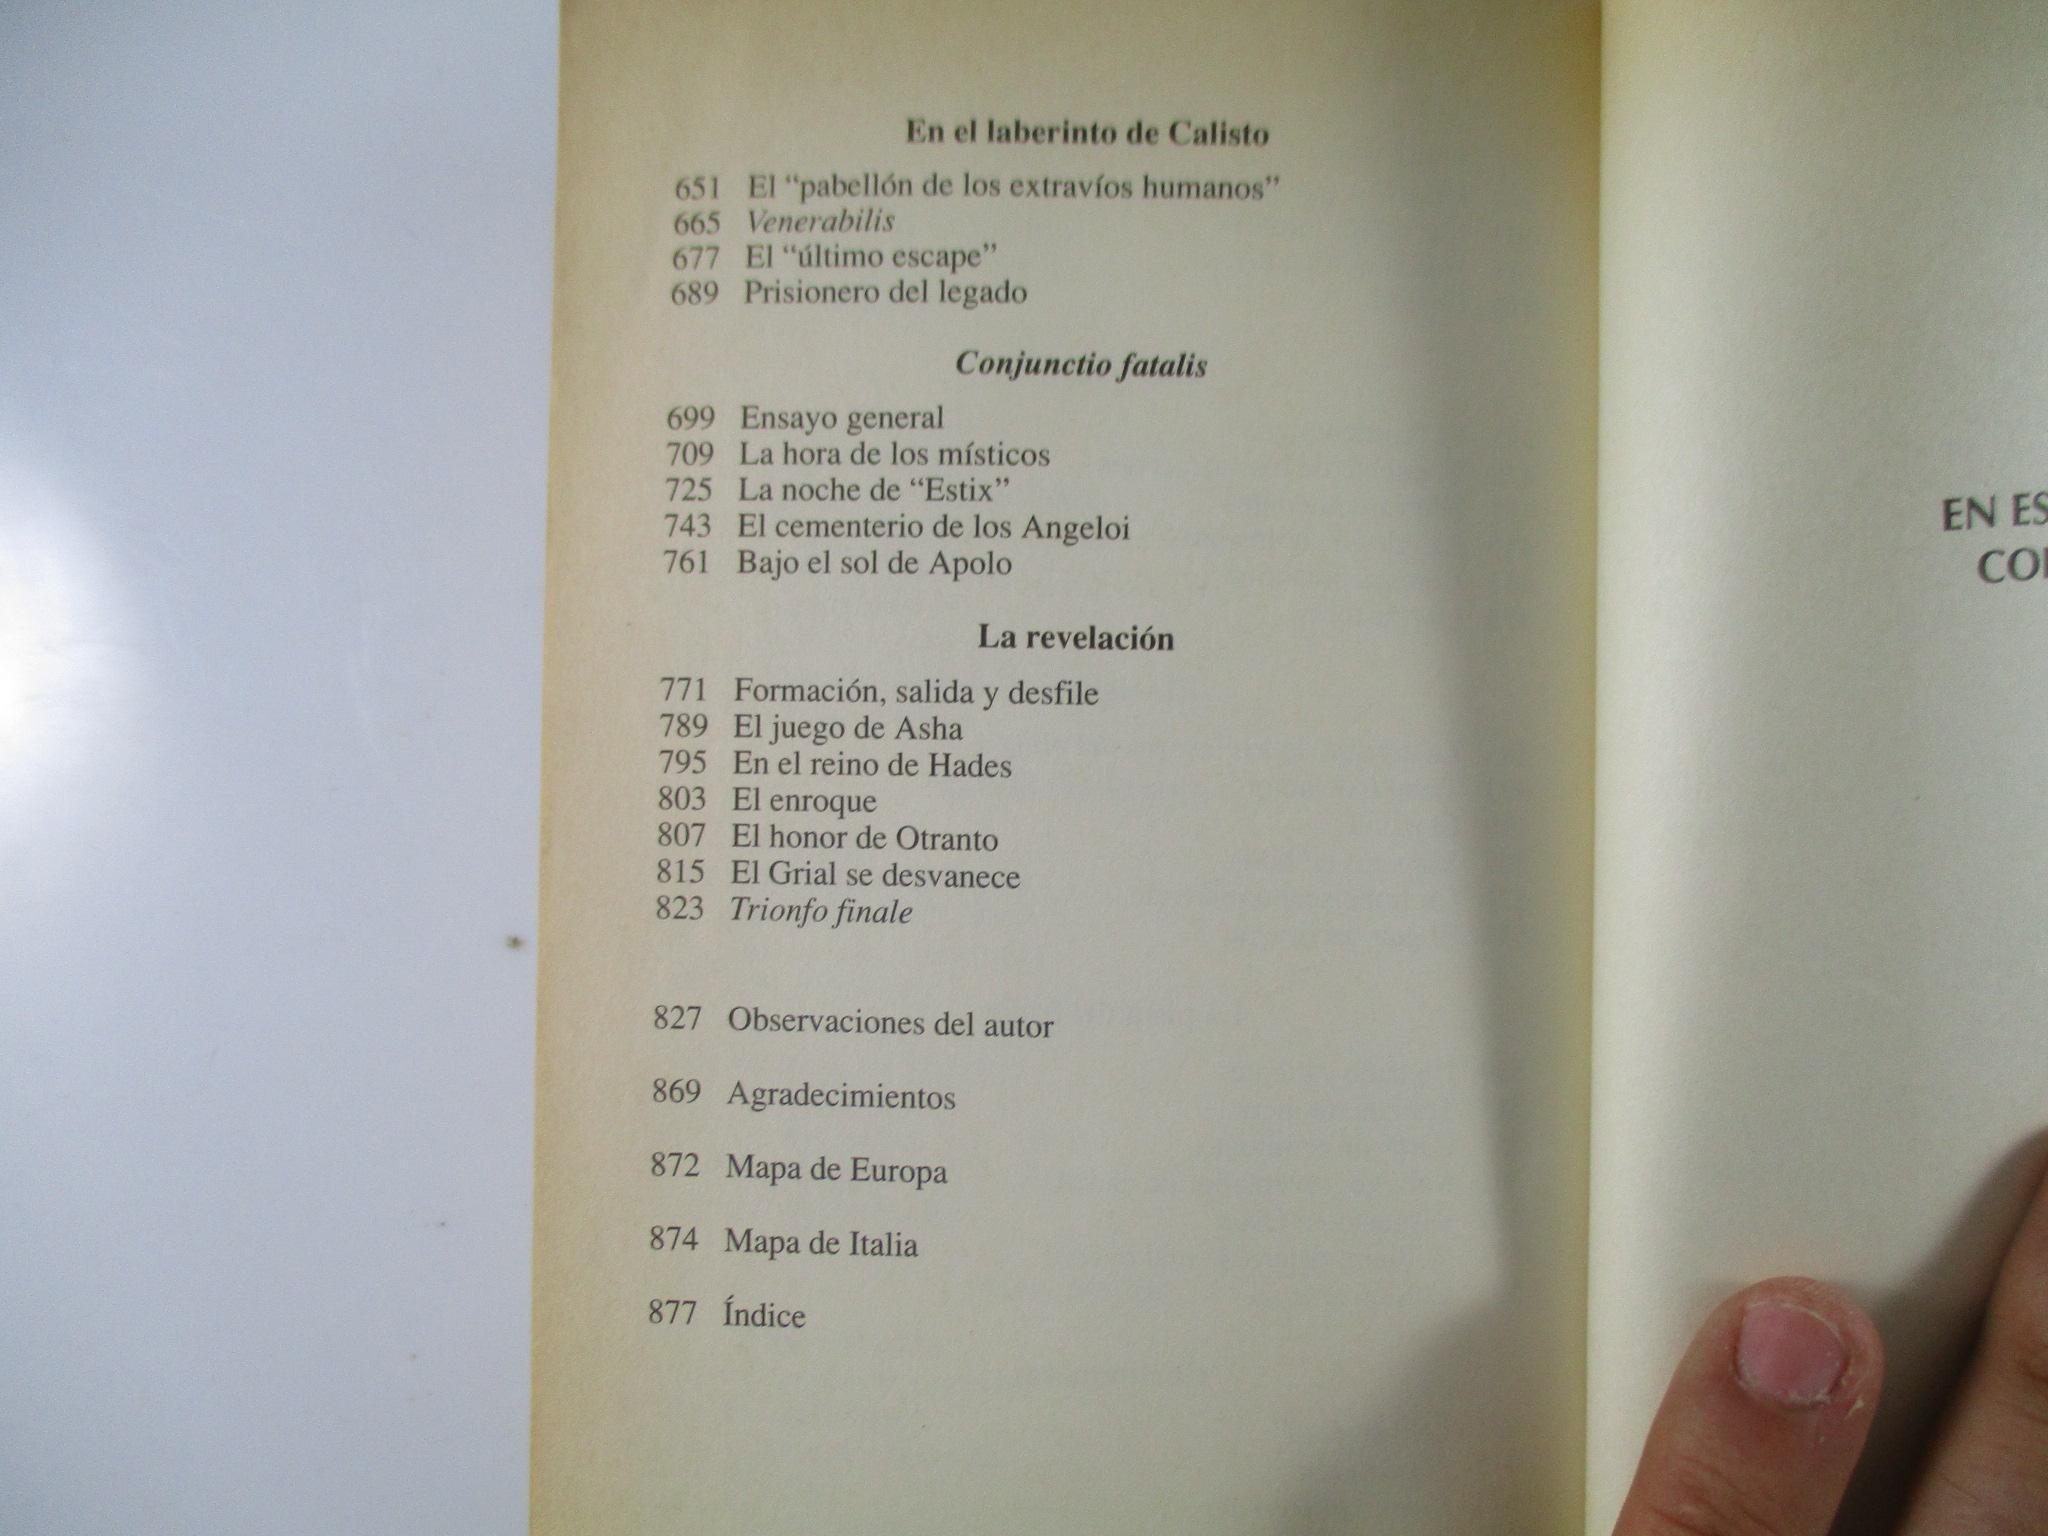 En el laberinto de Calisto
651 El “pabellón de los extravíos humanos”
665 Venerabilis
677 El “último escape”
689 Prisionero del legado
Conjunctio fatalis
699 Ensayo general
709 La hora de los místicos
725 La noche de “Estix”
743 El cementerio de los Angeloi
761 Bajo el sol de Apolo
La revelación
771 Formación, salida y desfile
789 El juego de Asha
795 En el reino de Hades
803 El enroque
807 El honor de Otranto
815 El Grial se desvanece
823 Trionfo finale
827 Observaciones del autor
869 Agradecimientos
872 Mapa de Europa
874 Mapa de Italia
877 Índice
EN ES
CO